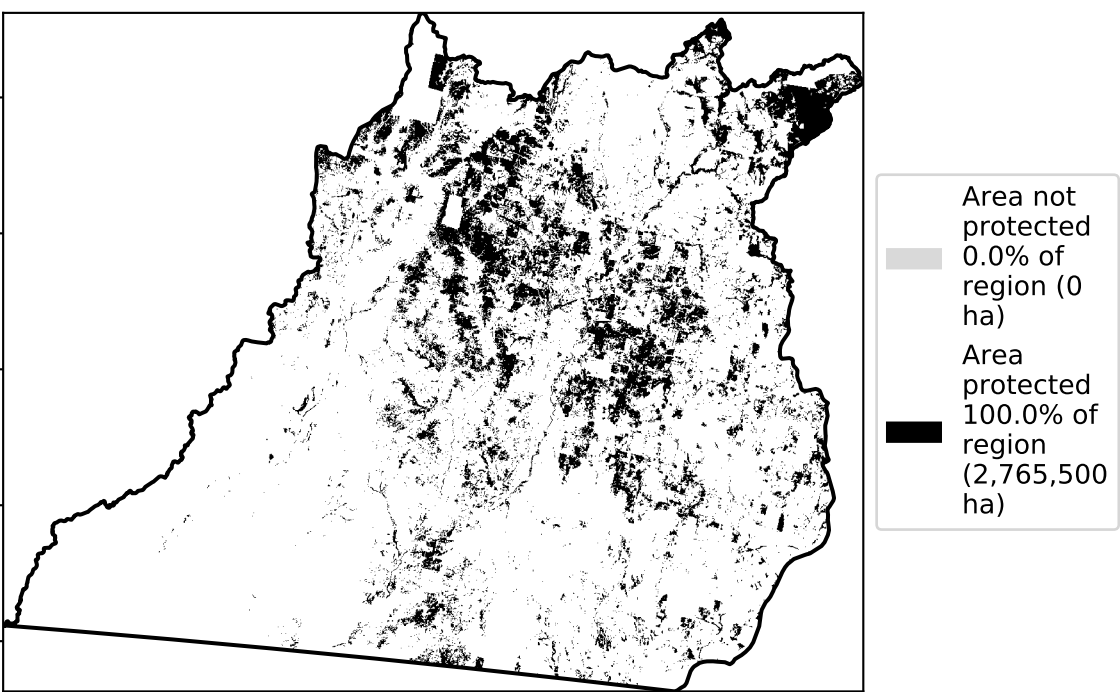 Area not
protected
0.0% of
region (0
ha)
Area
protected
100.0% of
region
(2,765,500
ha)